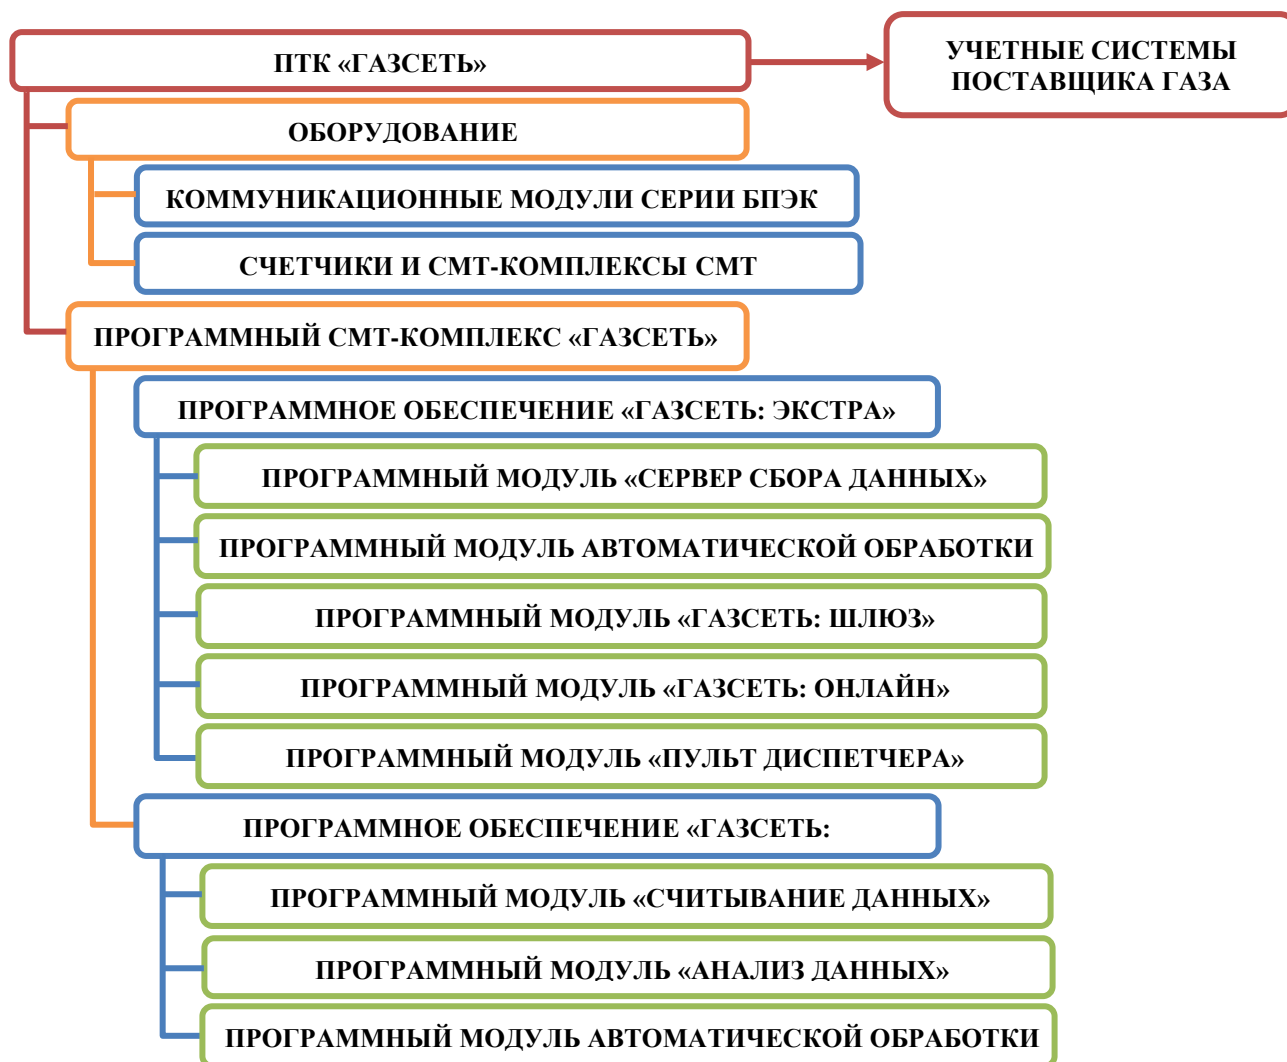 ПТК «ГАЗСЕТЬ»
УЧЕТНЫЕ СИСТЕМЫ
ПОСТАВЩИКА ГАЗА
ОБОРУДОВАНИЕ
КОММУНИКАЦИОННЫЕ МОДУЛИ СЕРИИ БПЭК
СЧЕТЧИКИ И СМТ-КОМПЛЕКСЫ СМТ
ПРОГРАММНЫЙ СМТ-КОМПЛЕКС «ГАЗСЕТЬ»
ПРОГРАММНОЕ ОБЕСПЕЧЕНИЕ «ГАЗСЕТЬ: ЭКСТРА»
ПРОГРАММНЫЙ МОДУЛЬ «СЕРВЕР СБОРА ДАННЫХ»
ПРОГРАММНЫЙ МОДУЛЬ АВТОМАТИЧЕСКОЙ ОБРАБОТКИ
ПРОГРАММНЫЙ МОДУЛЬ «ГАЗСЕТЬ: ШЛЮЗ»
ПРОГРАММНЫЙ МОДУЛЬ «ГАЗСЕТЬ: ОНЛАЙН»
ПРОГРАММНЫЙ МОДУЛЬ «ПУЛЬТ ДИСПЕТЧЕРА»
ПРОГРАММНОЕ ОБЕСПЕЧЕНИЕ «ГАЗСЕТЬ:
ПРОГРАММНЫЙ МОДУЛЬ «СЧИТЫВАНИЕ ДАННЫХ»
ПРОГРАММНЫЙ МОДУЛЬ «АНАЛИЗ ДАННЫХ»
ПРОГРАММНЫЙ МОДУЛЬ АВТОМАТИЧЕСКОЙ ОБРАБОТКИ